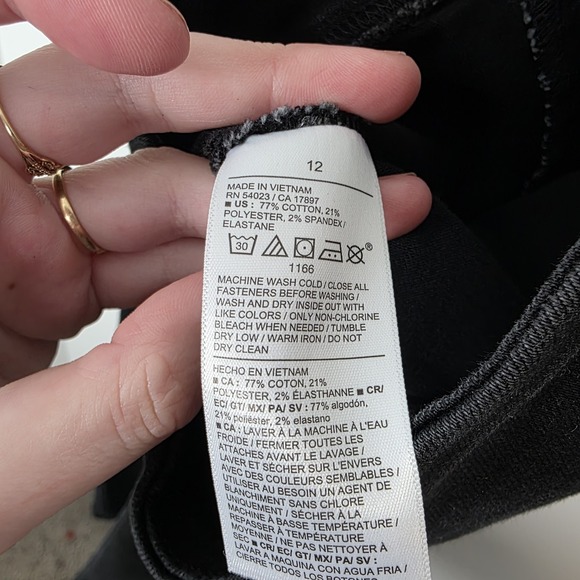 12
MADE IN VIETNAM
RN 54023 / CA 17897
■ US : 77% COTTON, 21%
POLYESTER, 2% SPANDEX/
ELASTANE
30
®
1166
MACHINE WASH COLD / CLOSE ALL
FASTENERS BEFORE WASHING /
WASH AND DRY INSIDE OUT WITH
LIKE COLORS / ONLY NON-CHLORINE
BLEACH WHEN NEEDED / TUMBLE
DRY LOW / WARM IRON / DO NOT
DRY CLEAN
HECHO EN VIETNAM
■ CA : 77% COTON, 21%
POLYESTER, 2% ÉLASTHANNE ■ CR/
EC/ GT/ MX/ PA/ SV : 77% algodón,
21% poliéster, 2% elastano
■ CA : LAVER À LA MACHINE À L'EAU
FROIDE / FERMER TOUTES LES
ATTACHES AVANT LE LAVAGE /
LAVER ET SÉCHER SUR L'ENVERS
AVEC DES COULEURS SEMBLABLES /
UTILISER AU BESOIN UN AGENT DE
BLANCHIMENT SANS CHLORE
UNIQUEMENT / SÉCHER À LA
MACHINE À BASSE TEMPÉRATURE /
REPASSER À TEMPÉRATURE
MOYENNE / NE PAS NETTOYER À
SEC ■ CR/ EC/ GT/ MX/ PA/ SV :
LAVAR A MAQUINA CON AGUA FRIA /
CIERRE TODOS LOS BOTONES